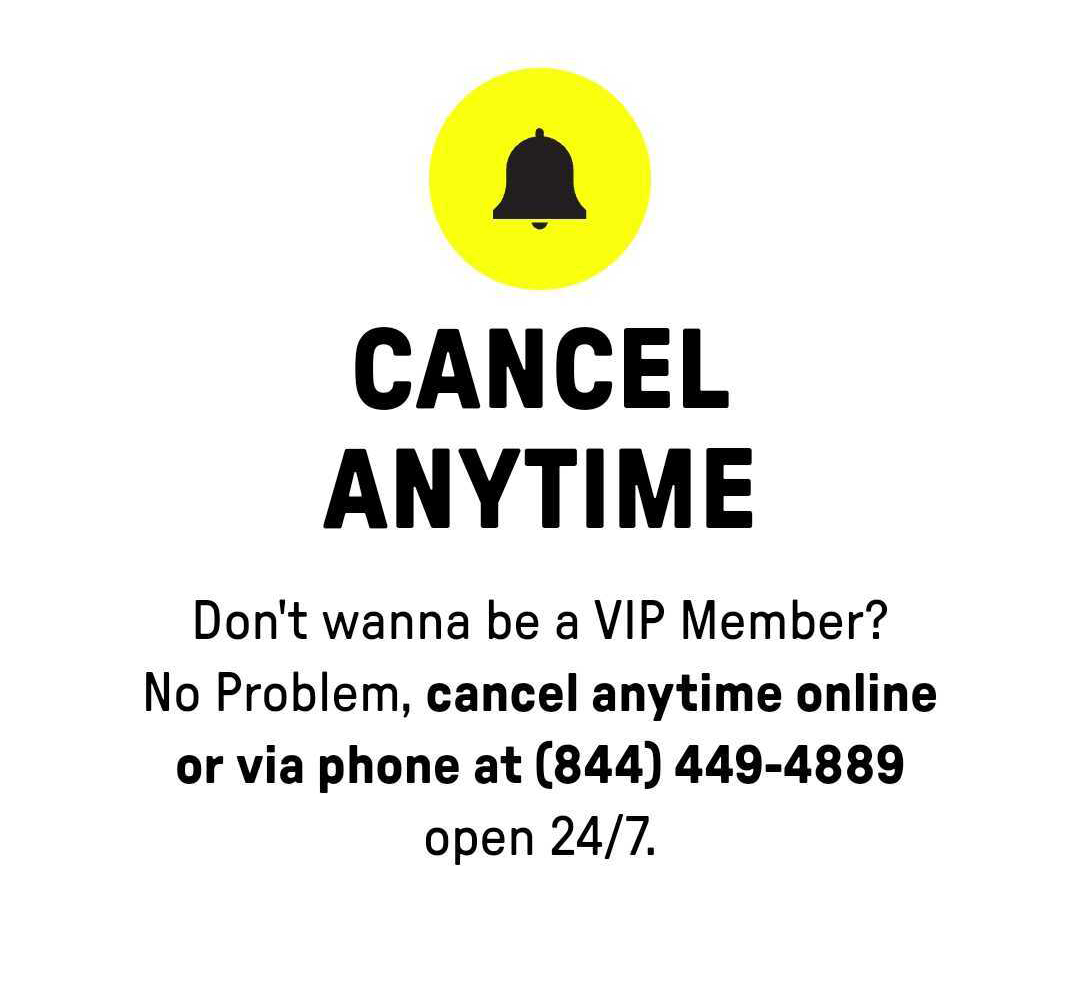 CANCEL
ANYTIME
Don't wanna be a VIP Member?
No Problem, cancel anytime online
or via phone at (844) 449-4889
open 24/7.